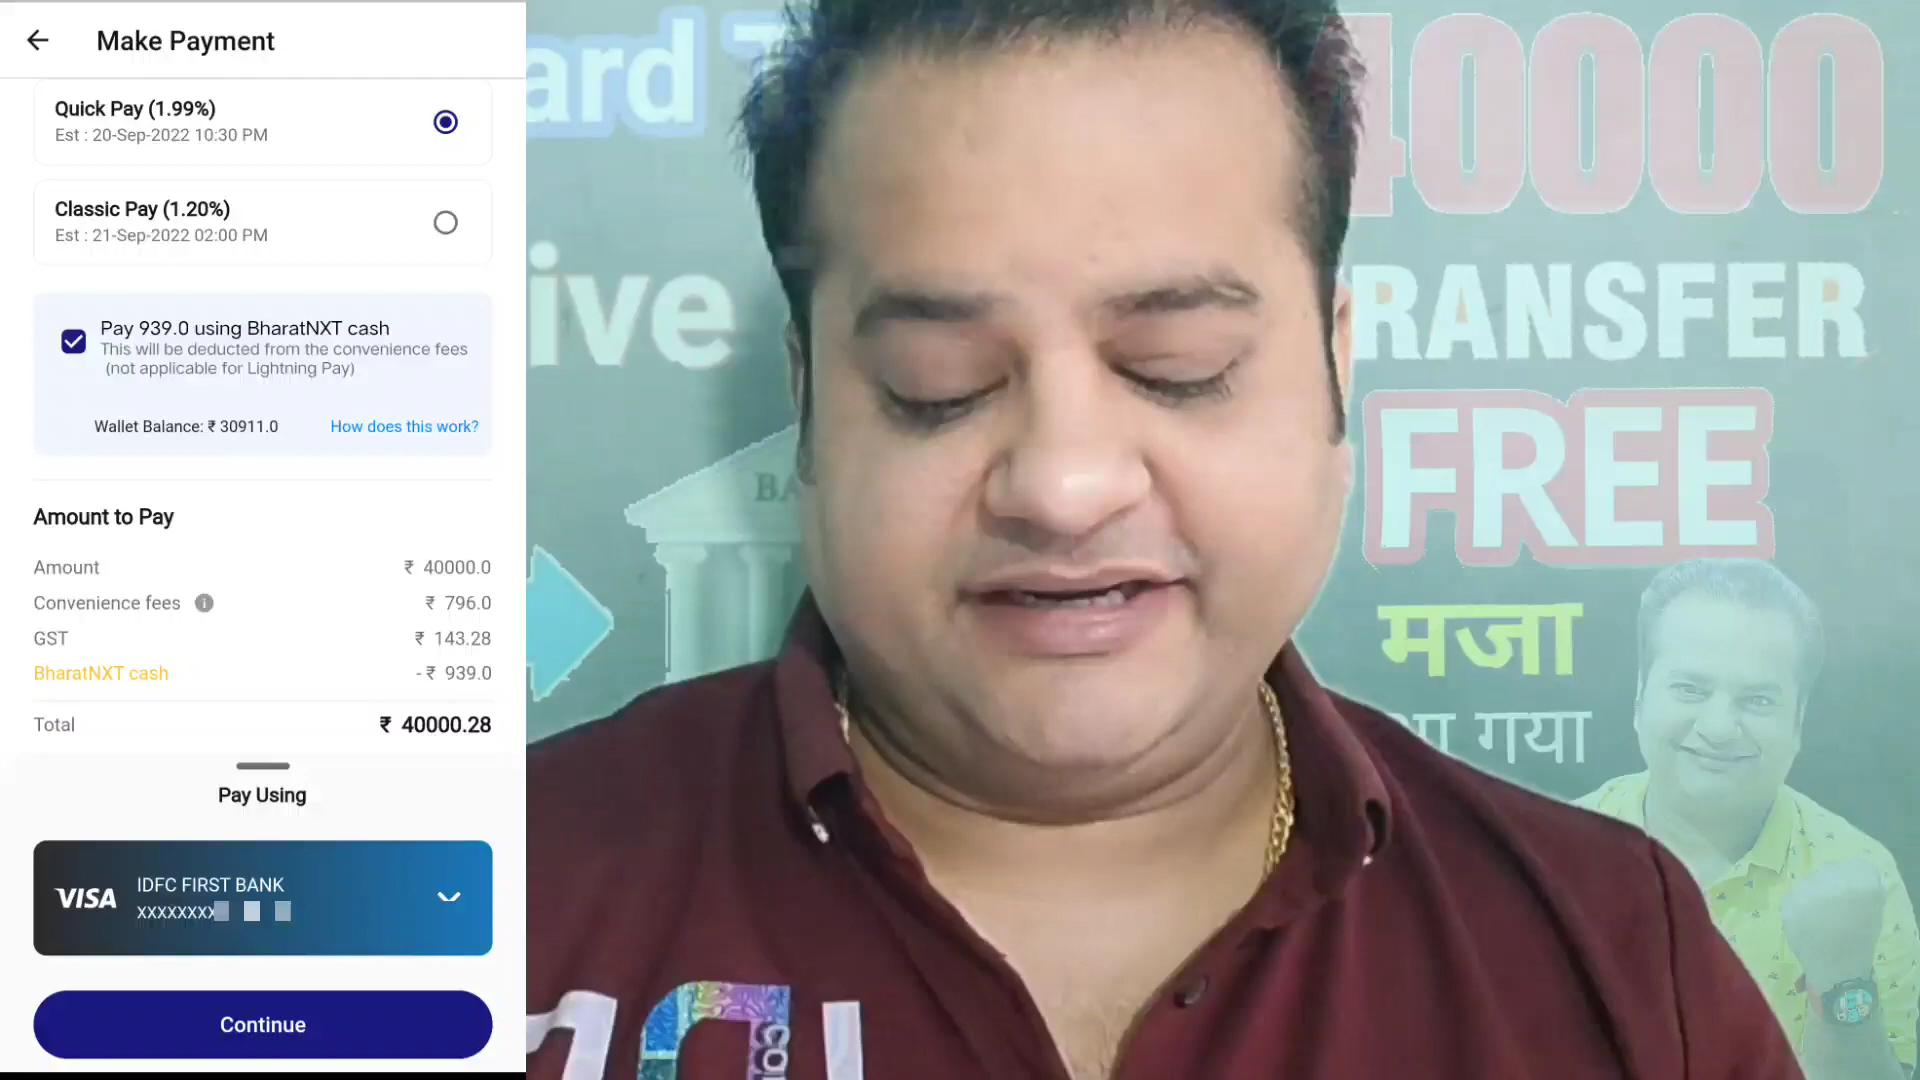 Make Payment
Quick Pay (1.99%)
Est : 20-Sep-2022 10:30 PM
Classic Pay (1.20%)
Est : 21-Sep-2022 02:00 PM
Pay 939.0 using BharatNXT cash
This will be deducted from the convenience fees
(not applicable for Lightning Pay)
Wallet Balance: ₹ 30911.0
How does this work?
Amount to Pay
Amount ₹ 40000.0
Convenience fees ₹ 796.0
GST ₹ 143.28
BharatNXT cash -₹ 939.0
Total ₹ 40000.28
Pay Using
VISA
IDFC FIRST BANK
XXXXXXXX
Continue
40000
RANSFER
FREE
मजा
गया